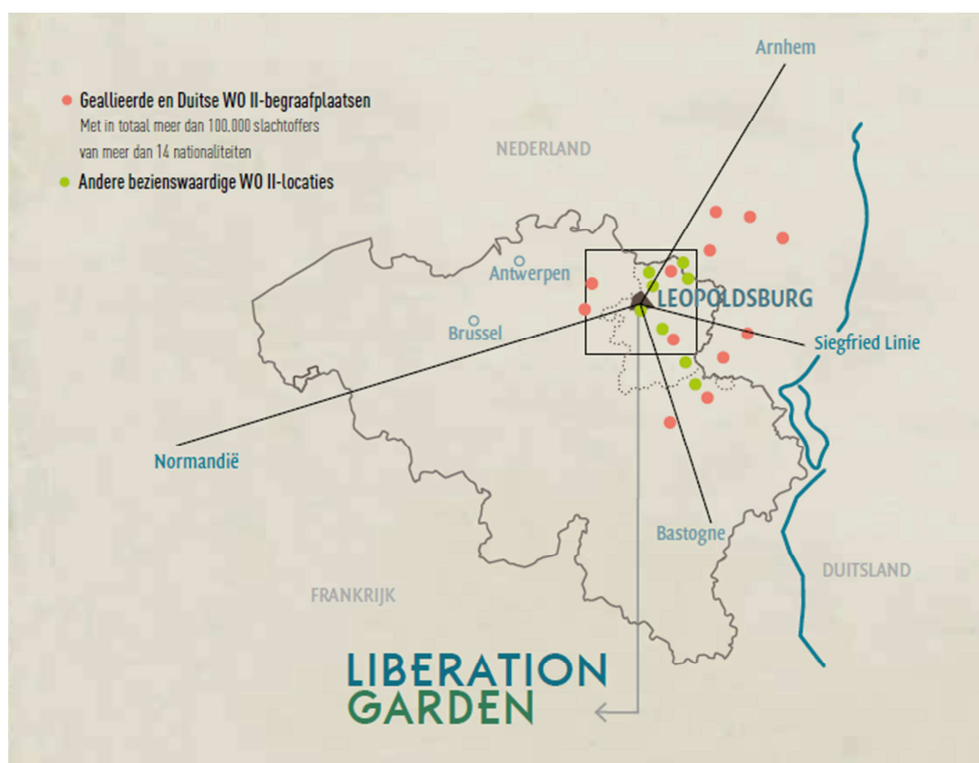 Arnhem
Geallieerde en Duitse WO II-begraafplaatsen
Met in totaal meer dan 100.000 slachtoffers
van meer dan 14 nationaliteiten
NEDERLAND
Andere bezienswaardige WO II-locaties
Antwerpen
LEOPOLDSBURG
Brussel
Siegfried Linie
Normandië
Bastogne
DUITSLAND
FRANKRIJK
LIBERATION
GARDEN